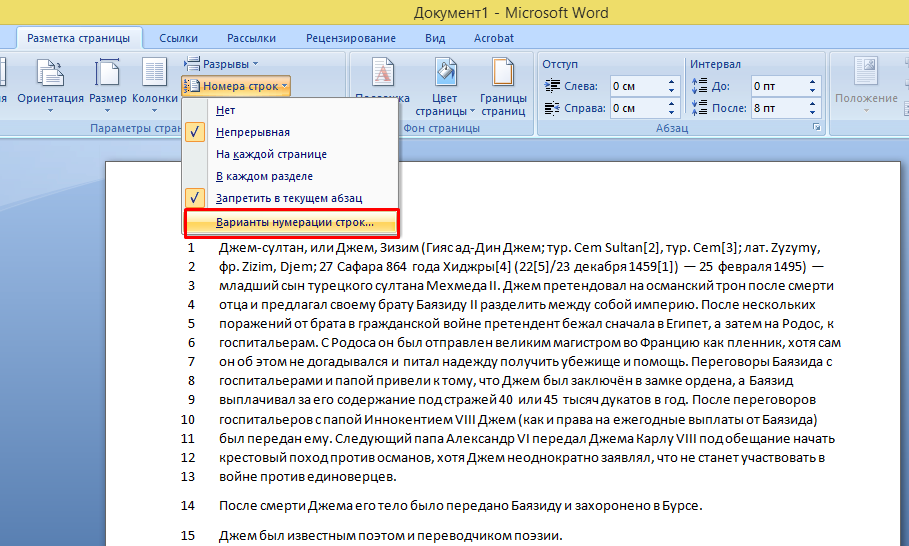 Документ1 - Microsoft Word
Разметка страницы Ссылки Рассылки Рецензирование Вид Acrobat
Разрывы
Отступ Интервал
Номера строк
Слева: 0 см До: 0 пт
Ориентация Размер Колонки Цвет страницы Границы страниц Справа: 0 см После: 8 пт Положение
Параметры Фон страницы Абзац
Нет
Непрерывная
На каждой странице
В каждом разделе
Запретить в текущем абзац
Варианты нумерации строк...
1 Джем-султан, или Джем, Зизим (Гияс ад-Дин Джем; тур. Cem Sultan[2], тур. Cem[3]; лат. Zyzymy,
2 фр. Zizim, Djem; 27 Сафара 864 года Хиджры[4] (22[5]/23 декабря 1459[1]) — 25 февраля 1495) —
3 младший сын турецкого султана Мехмеда II. Джем претендовал на османский трон после смерти
4 отца и предлагал своему брату Баязиду II разделить между собой империю. После нескольких
5 поражений от брата в гражданской войне претендент бежал сначала в Египет, а затем на Родос, к
6 госпитальерам. С Родоса он был отправлен великим магистром во Францию как пленник, хотя сам
7 он об этом не догадывался и питал надежду получить убежище и помощь. Переговоры Баязида с
8 госпитальерами и папой привели к тому, что Джем был заключён в замке ордена, а Баязид
9 выплачивал за его содержание под стражей 40 или 45 тысяч дукатов в год. После переговоров
10 госпитальеров с папой Иннокентием VIII Джем (как и права на ежегодные выплаты от Баязида)
11 был передан ему. Следующий папа Александр VI передал Джема Карлу VIII под обещание начать
12 крестовый поход против османов, хотя Джем неоднократно заявлял, что не станет участвовать в
13 войне против единоверцев.
14 После смерти Джема его тело было передано Баязиду и захоронено в Бурсе.
15 Джем был известным поэтом и переводчиком поэзии.